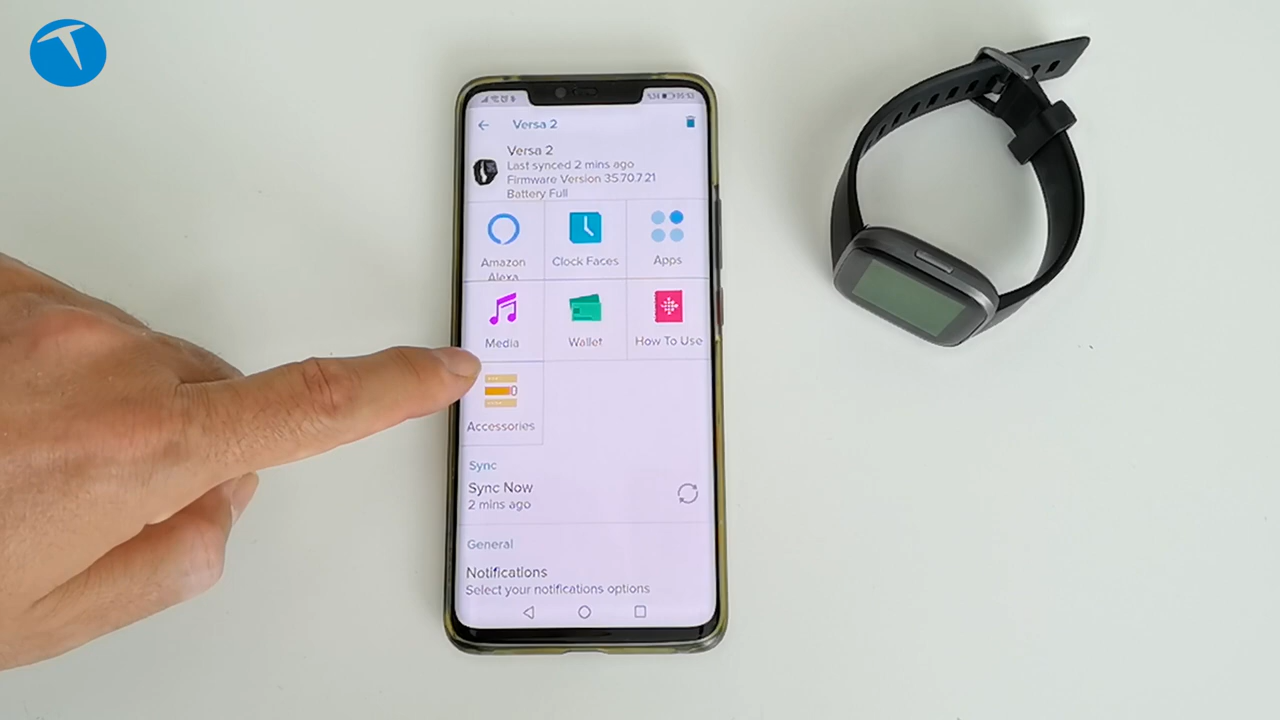 Versa 2
Versa 2
Last synced 2 mins ago
Firmware Version 35.70.7.21
Battery Full
Amazon
Alexa
Clock Faces
Apps
Media
Wallet
How To Use
Accessories
Sync
Sync Now
2 mins ago
General
Notifications
Select your notifications options